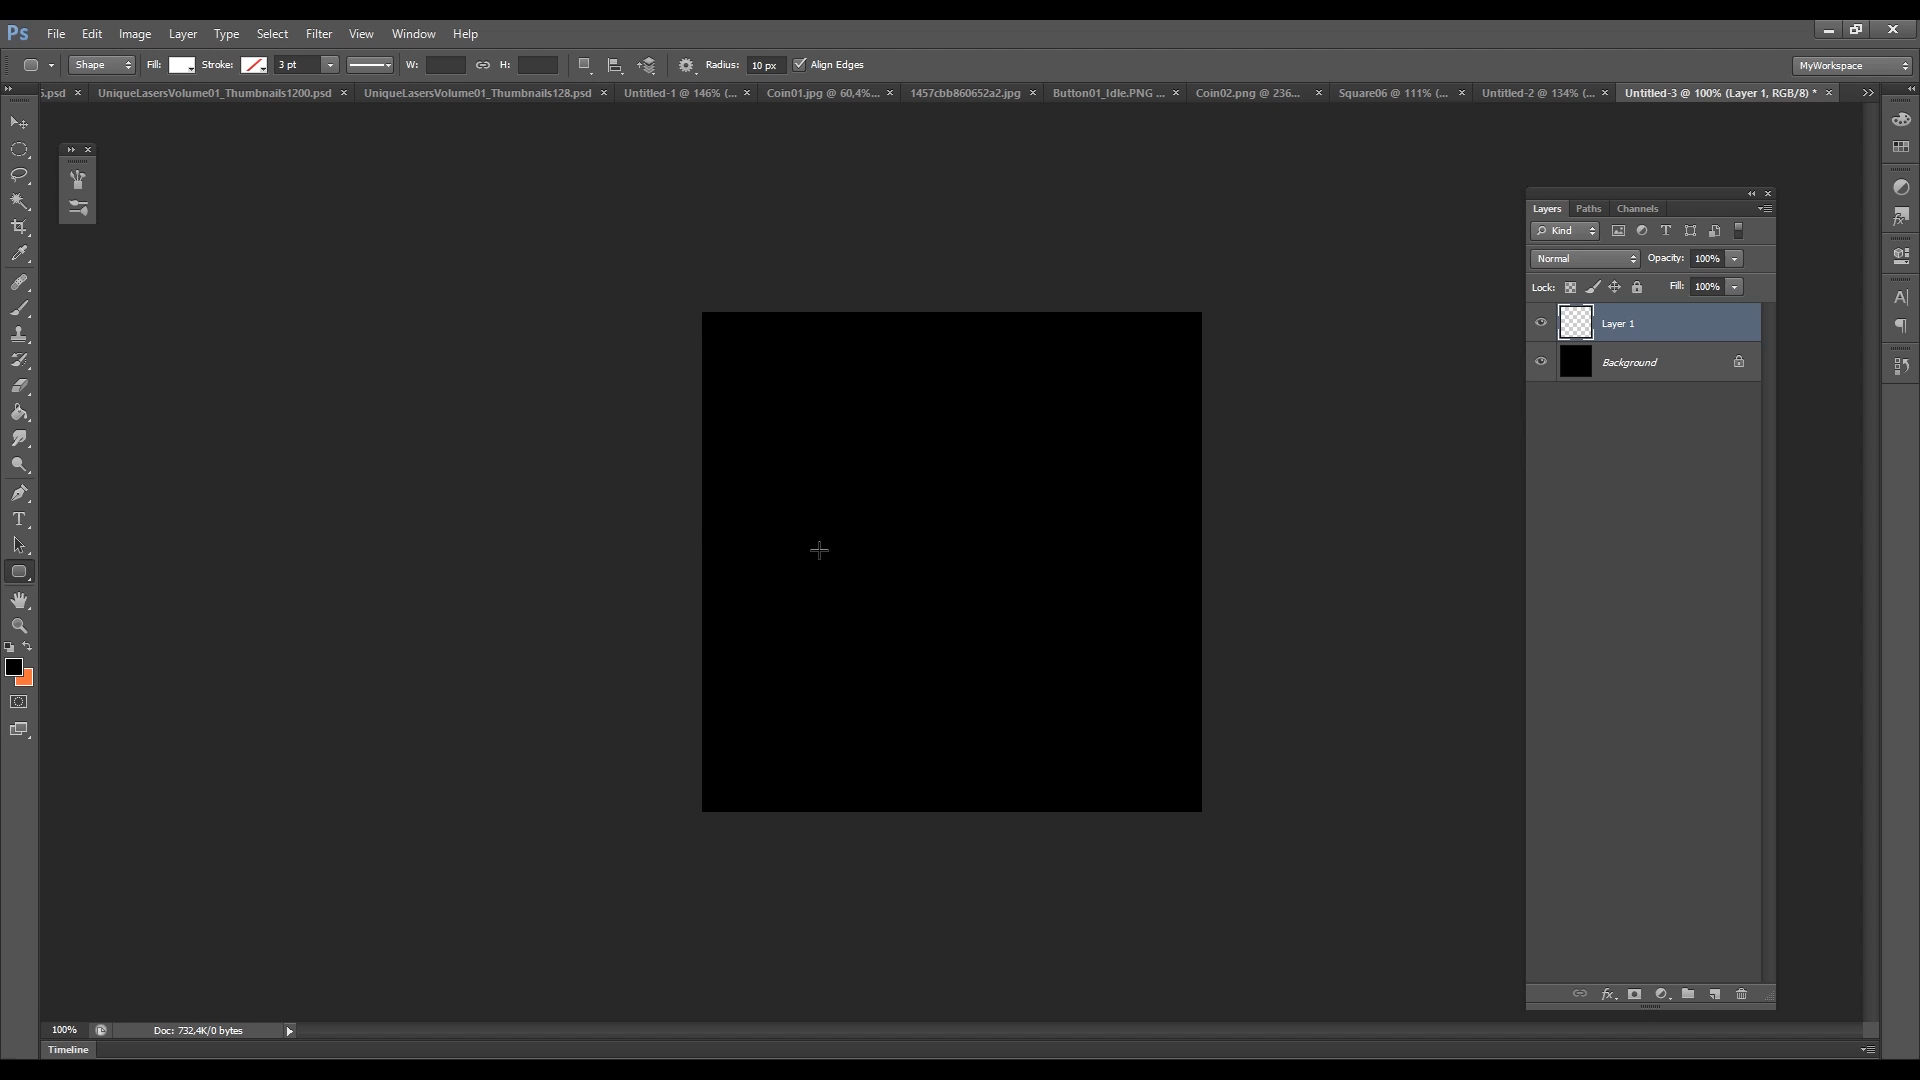 Ps File Edit Image Layer Type Select Filter View Window Help
Shape Fill: Stroke: 3 pt W: H: Radius: 10 px Align Edges MyWorkspace
.psd UniqueLasersVolume01_Thumbnails1200.psd UniqueLasersVolume01_Thumbnails128.psd Untitled-1 @ 146% (... Coin01.jpg @ 60,4%... 1457cbb860652a2.jpg Button01_Idle.PNG ... Coin02.png @ 236... Square06 @ 111% (... Untitled-2 @ 134% (... Untitled-3 @ 100% (Layer 1, RGB/8) *
Layers Paths Channels
Kind
Normal Opacity: 100%
Lock: Fill: 100%
Layer 1
Background
100% Doc: 732,4K/0 bytes
Timeline